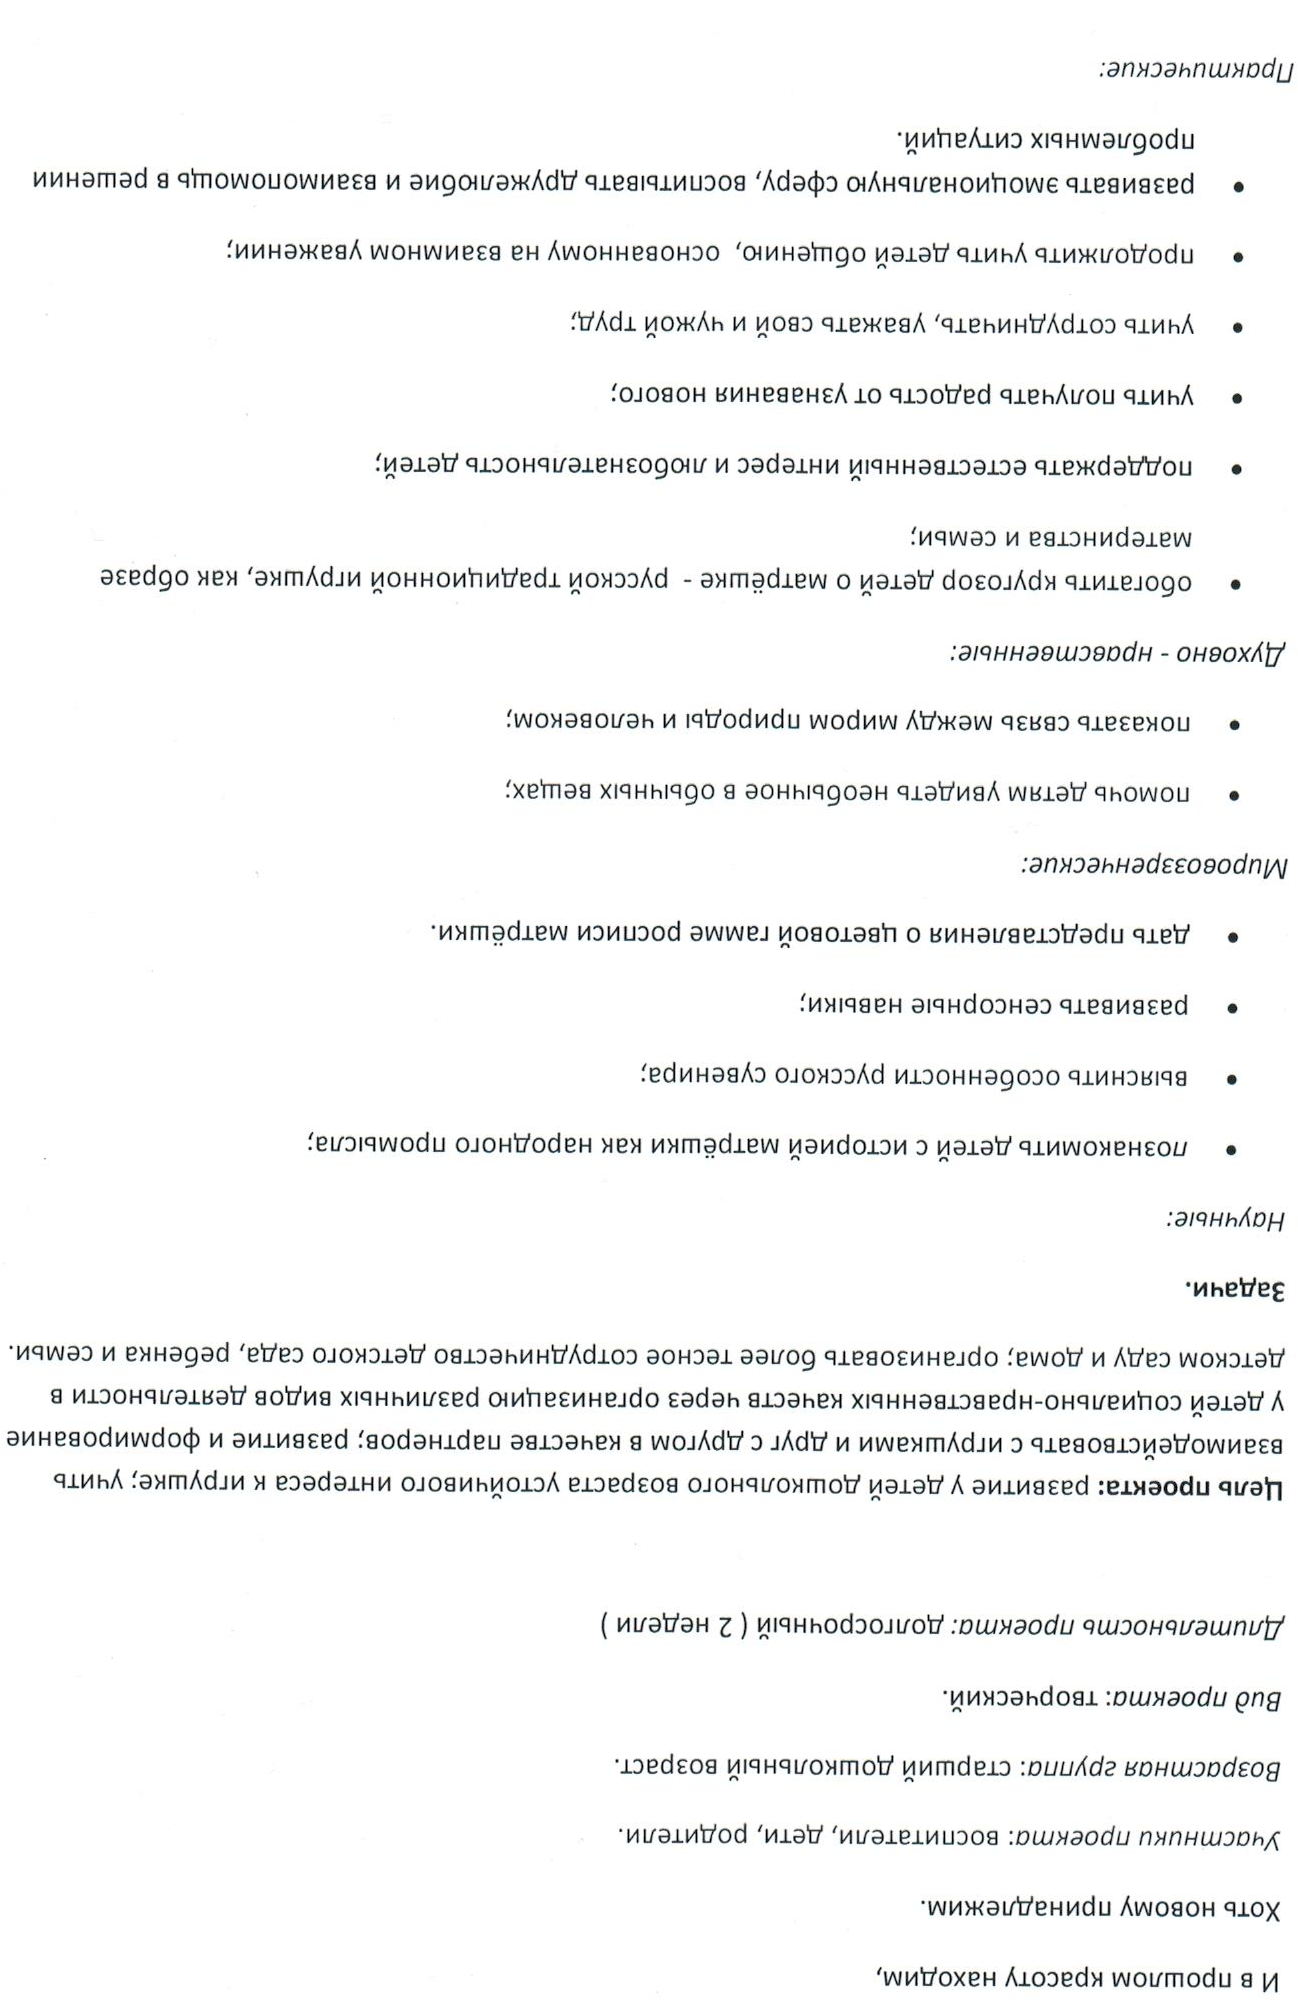 И в прошлом красоту находим,
Хоть новому принадлежим.
Участники проекта: воспитатели, дети, родители.
Возрастная группа: старший дошкольный возраст.
Вид проекта: творческий.
Длительность проекта: долгосрочный ( 2 недели )
Цель проекта: развитие у детей дошкольного возраста устойчивого интереса к игрушке; учить
взаимодействовать с игрушками и друг с другом в качестве партнеров; развитие и формирование
у детей социально-нравственных качеств через организацию различных видов деятельности в
детском саду и дома; организовать более тесное сотрудничество детского сада, ребенка и семьи.
Задачи.
Научные:
• познакомить детей с историей матрёшки как народного промысла;
• выяснить особенности русского сувенира;
• развивать сенсорные навыки;
• дать представления о цветовой гамме росписи матрёшки.
Мировоззренческие:
• помочь детям увидеть необычное в обычных вещах;
• показать связь между миром природы и человеком;
Духовно - нравственные:
• обогатить кругозор детей о матрёшке - русской традиционной игрушке, как образе
материнства и семьи;
• поддержать естественный интерес и любознательность детей;
• учить получать радость от узнавания нового;
• учить сотрудничать, уважать свой и чужой труд;
• продолжить учить детей общению, основанному на взаимном уважении;
• развивать эмоциональную сферу, воспитывать дружелюбие и взаимопомощь в решении
проблемных ситуаций.
Практические: